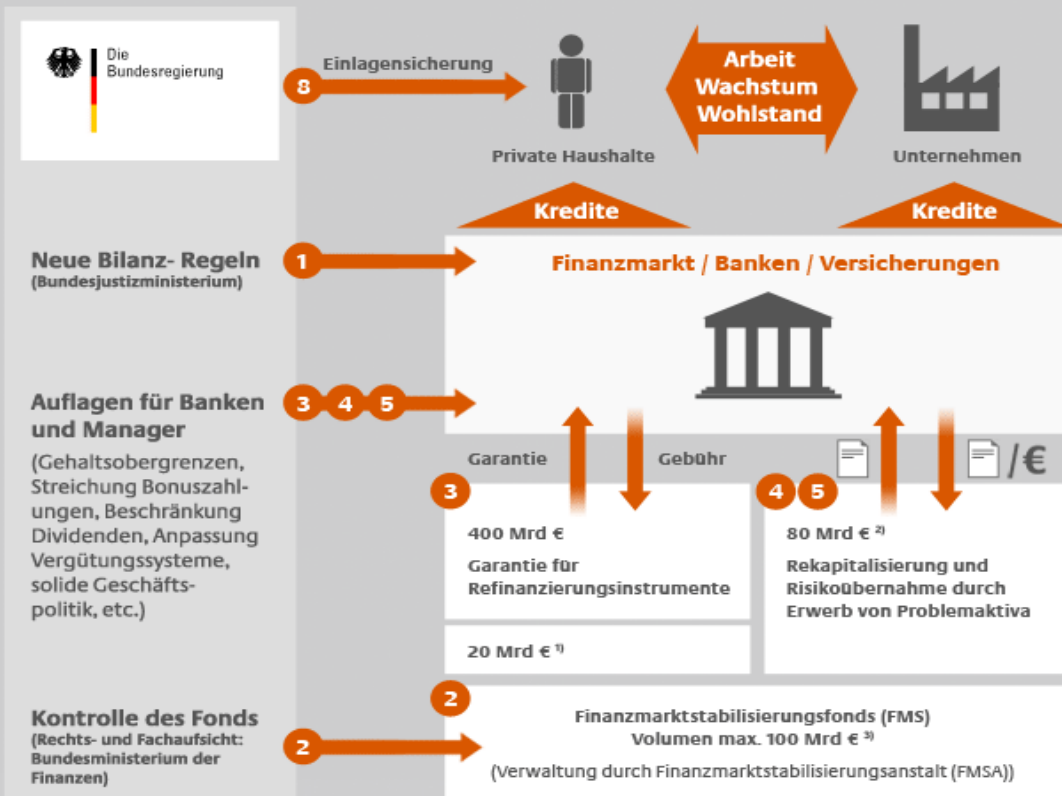 Die
Bundesregierung
8
Einlagensicherung
Private Haushalte
Arbeit
Wachstum
Wohlstand
Unternehmen
Kredite
Kredite
Neue Bilanz- Regeln
(Bundesjustizministerium)
1
Finanzmarkt / Banken / Versicherungen
Auflagen für Banken
und Manager
(Gehaltsobergrenzen,
Streichung Bonuszahl-
ungen, Beschränkung
Dividenden, Anpassung
Vergütungssysteme,
solide Geschäfts-
politik, etc.)
3 4 5
Garantie
Gebühr
/€
3
400 Mrd €
Garantie für
Refinanzierungsinstrumente
20 Mrd € 1)
4 5
80 Mrd € 2)
Rekapitalisierung und
Risikoübernahme durch
Erwerb von Problemaktiva
Kontrolle des Fonds
(Rechts- und Fachaufsicht:
Bundesministerium der
Finanzen)
2
2
Finanzmarktstabilisierungsfonds (FMS)
Volumen max. 100 Mrd € 3)
(Verwaltung durch Finanzmarktstabilisierungsanstalt (FMSA))